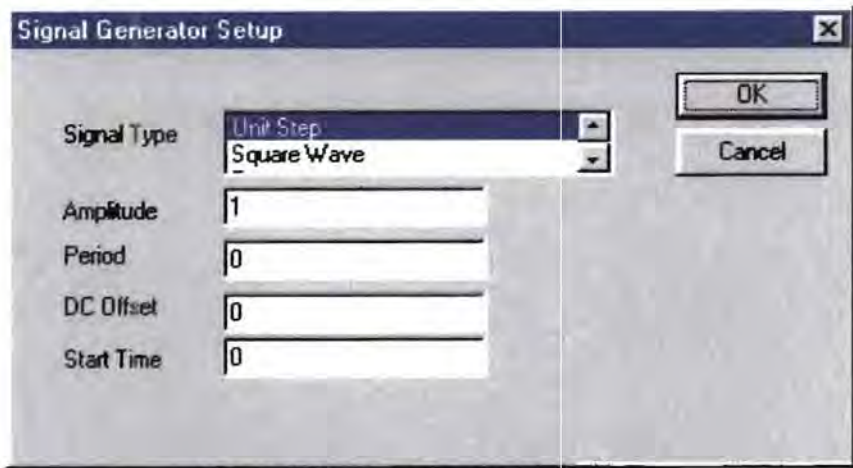 Signal Generator Setup
OK
Signal Type
Unit Step
Square Wave
Cancel
Amplitude
1
Period
0
DC Offset
0
Start Time
0